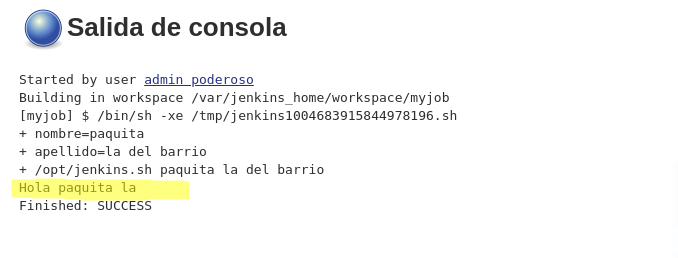 Salida de consola
Started by user admin poderoso
Building in workspace /var/jenkins_home/workspace/myjob
[myjob] $ /bin/sh -xe /tmp/jenkins1004683915844978196.sh
+ nombre=paquita
+ apellido=la del barrio
+ /opt/jenkins.sh paquita la del barrio
Hola paquita la
Finished: SUCCESS